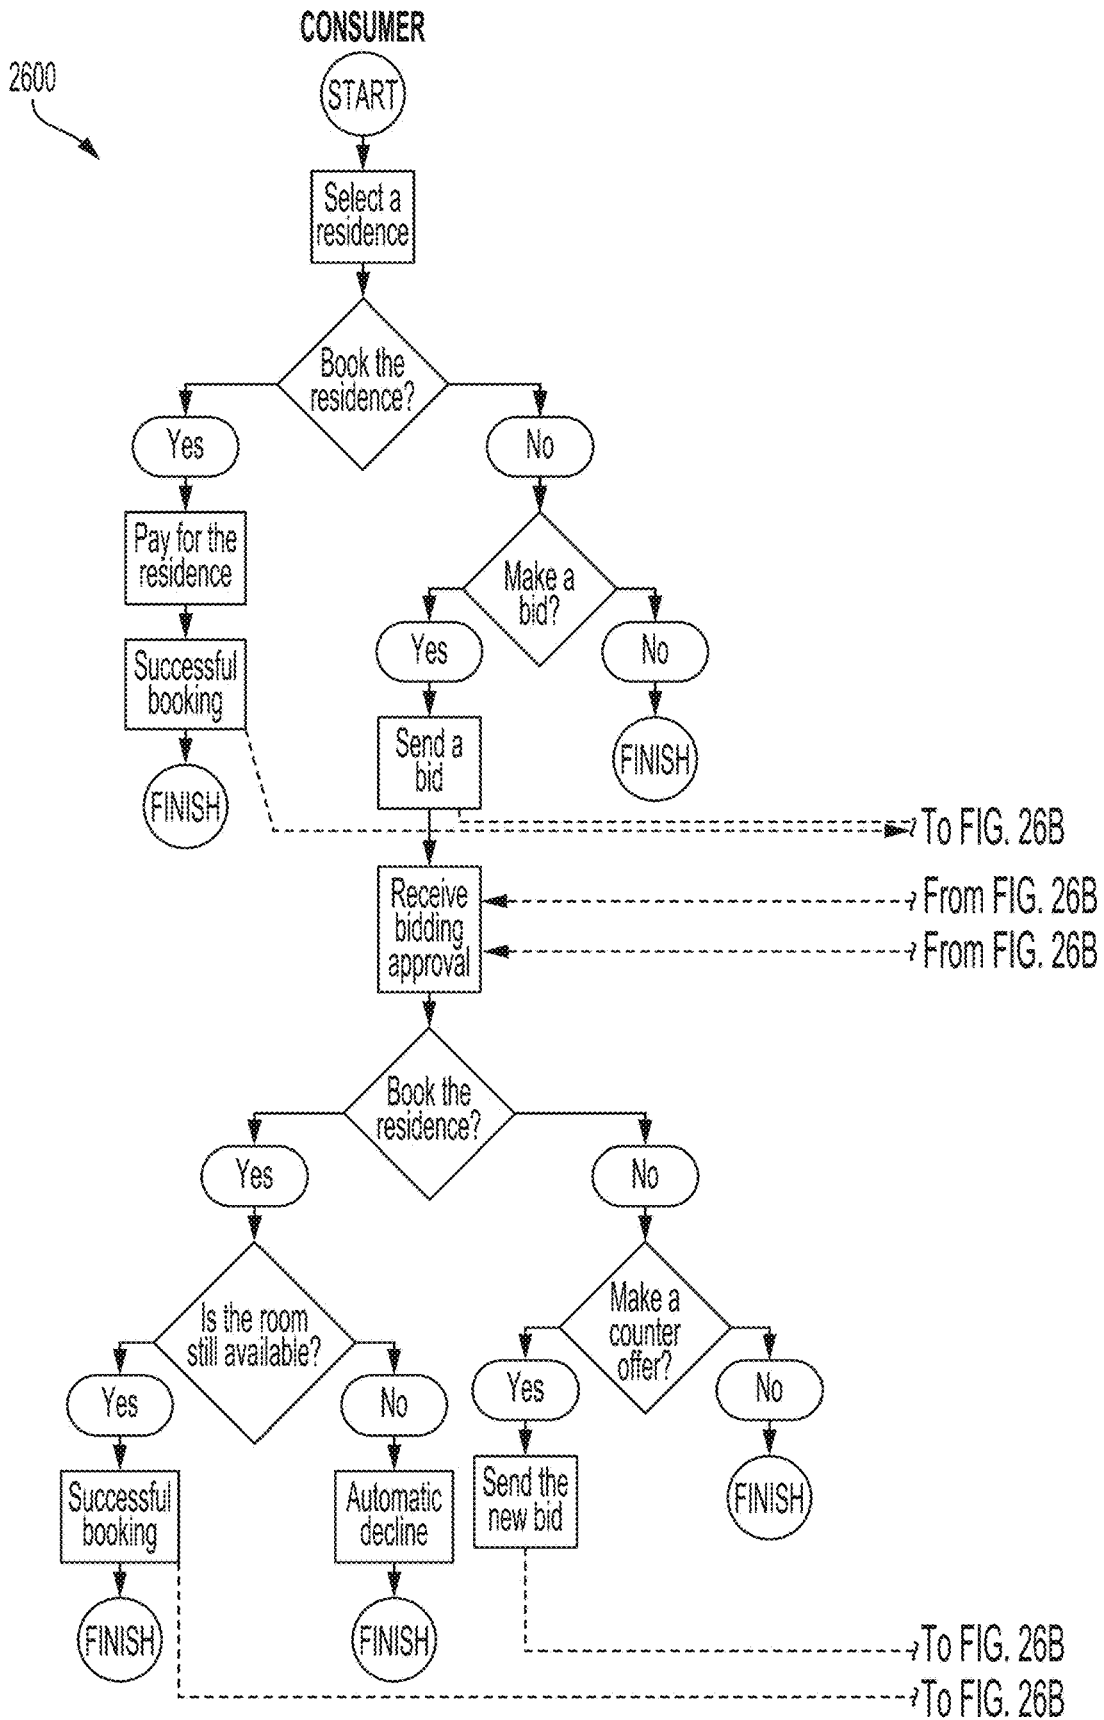 CONSUMER
2600
START
Select a
residence
Book the
residence?
Yes
No
Pay for the
residence
Make a
bid?
Successful
booking
Yes
No
Send a
bid
FINISH
FINISH
To FIG. 26B
Receive
bidding
approval
From FIG. 26B
From FIG. 26B
Book the
residence?
Yes
No
Is the room
still available?
Make a
counter
offer?
Yes
No
Yes
No
Successful
booking
Automatic
decline
Send the
new bid
FINISH
FINISH
FINISH
To FIG. 26B
To FIG. 26B